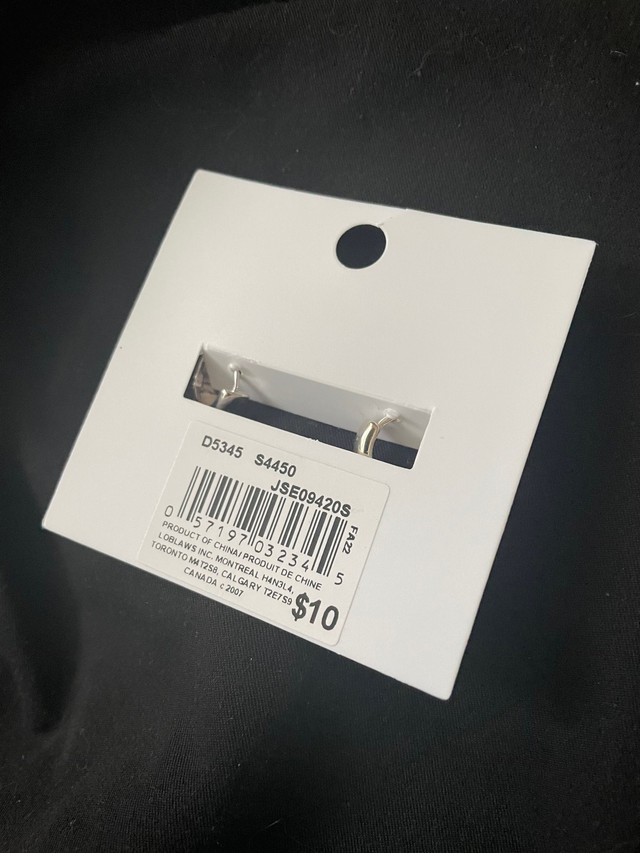 D5345 S4450
JSE09420S
FA22
0 57197 03234 5
PRODUCT OF CHINA/ PRODUIT DE CHINE
LOBLAWS INC. MONTREAL H4N3L4,
TORONTO M4T2S8, CALGARY T2E7S9
CANADA c 2007
$10